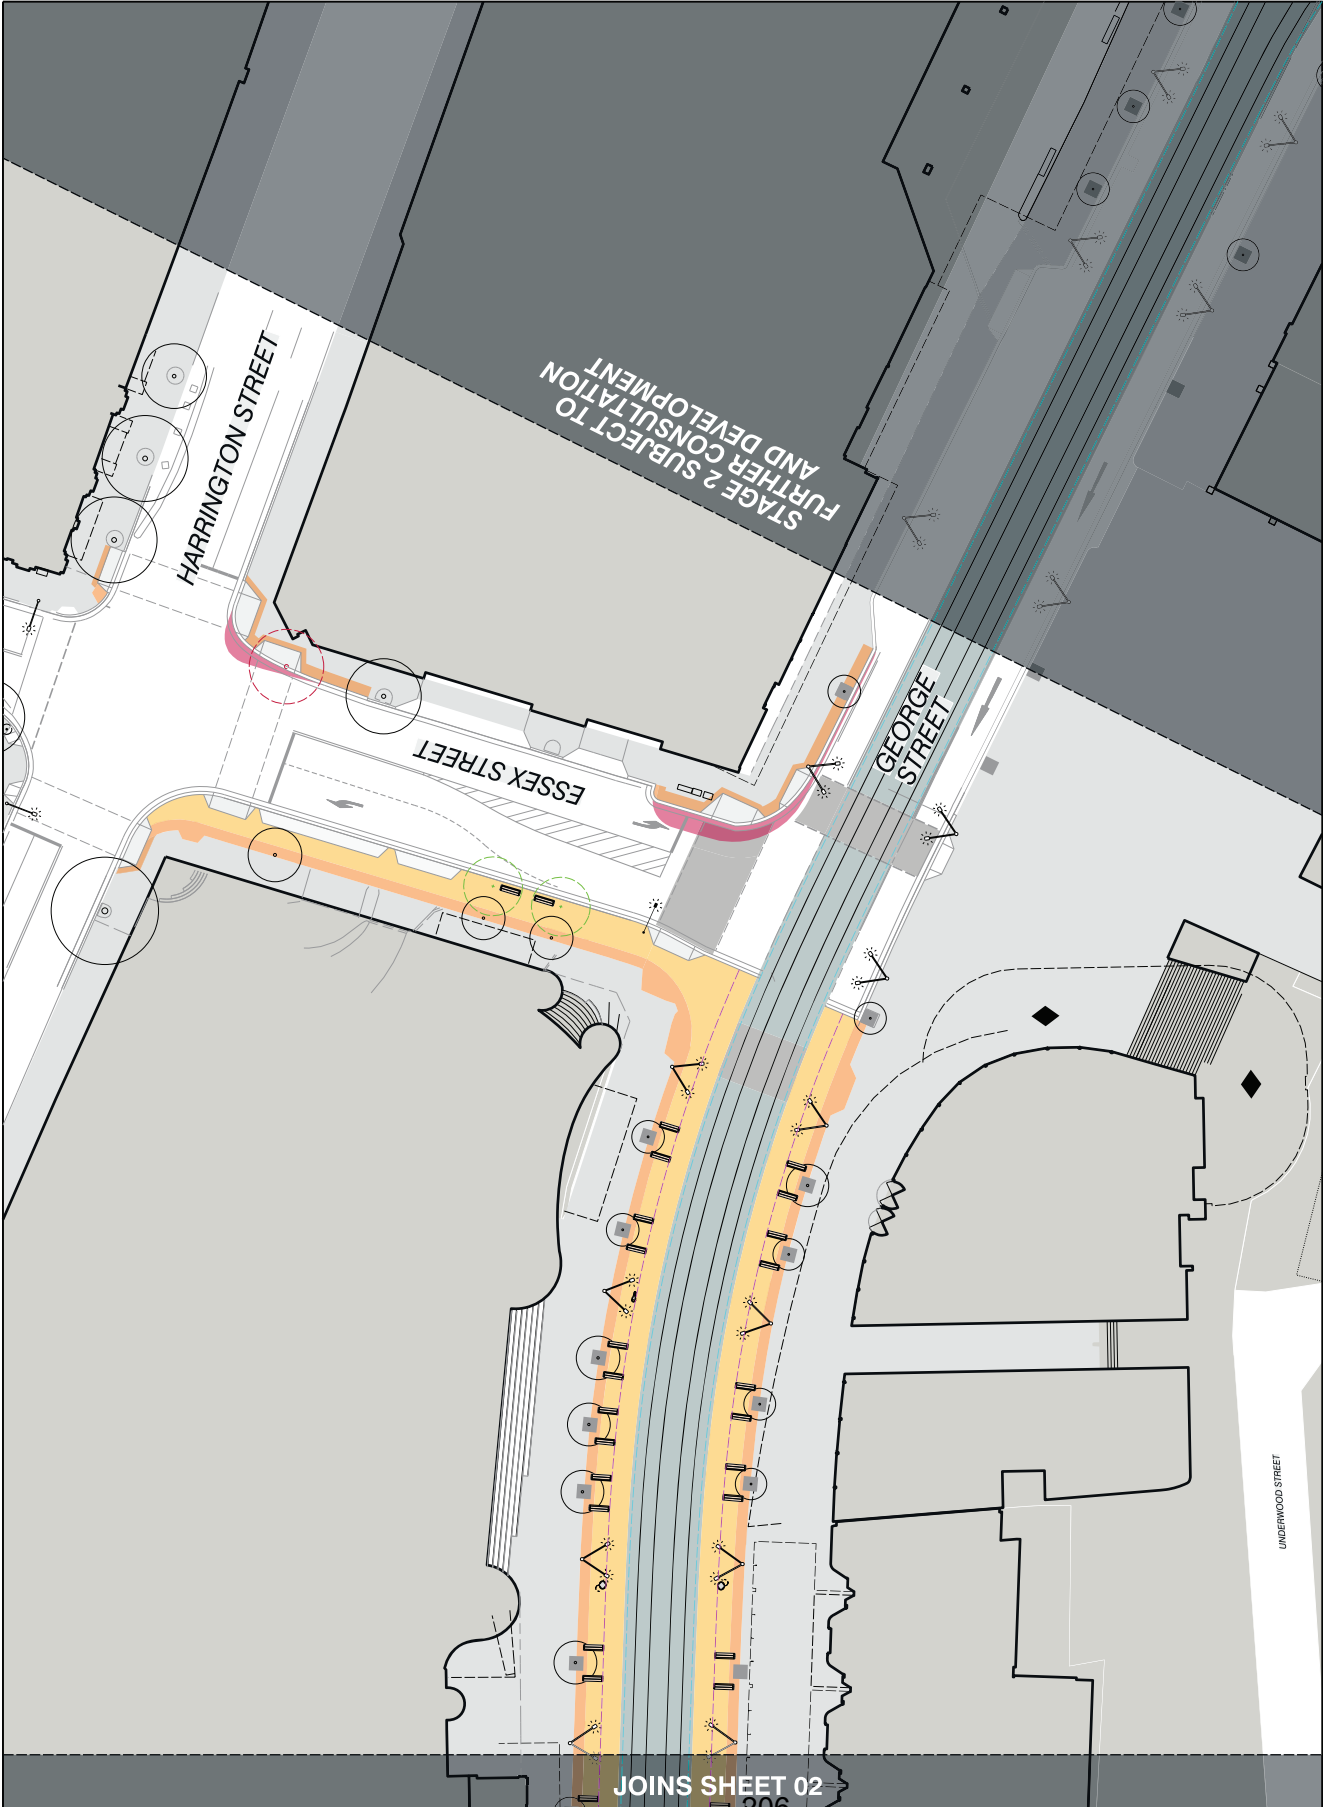 HARRINGTON STREET
STAGE 2 SUBJECT TO
FURTHER CONSULTATION
AND DEVELOPMENT
GEORGE
STREET
ESSEX STREET
UNDERWOOD STREET
JOINS SHEET 02
206